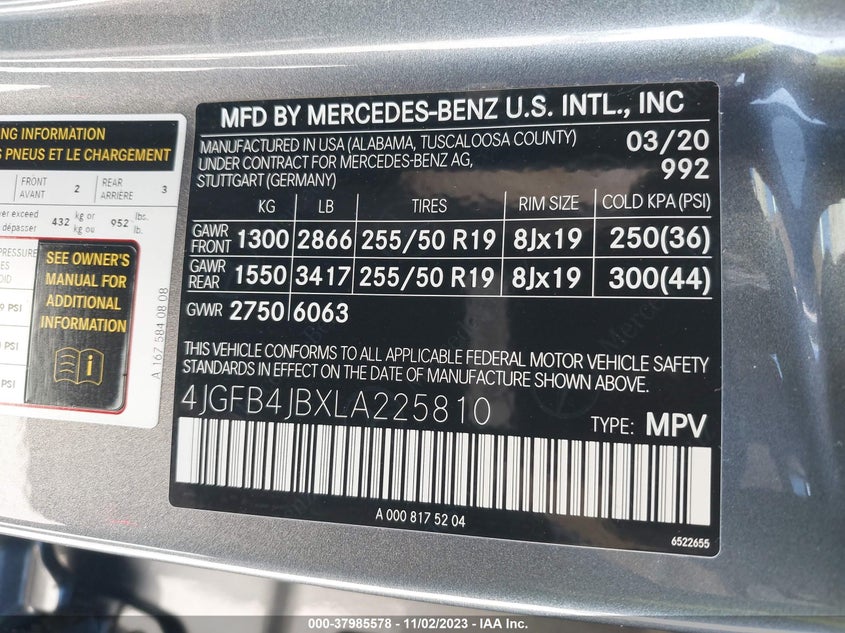 NG INFORMATION
S PNEUS ET LE CHARGEMENT
FRONT 2 REAR 3
AVANT ARRIÈRE
ver exceed 432 kg or 952 lbs.
dépasser kg ou lb.
PRESSURE
ES
OID
9 PSI
PSI
PSI
SEE OWNER'S
MANUAL FOR
ADDITIONAL
INFORMATION
A 167 584 08 08
MFD BY MERCEDES-BENZ U.S. INTL., INC
MANUFACTURED IN USA (ALABAMA, TUSCALOOSA COUNTY) 03/20
UNDER CONTRACT FOR MERCEDES-BENZ AG, 992
STUTTGART (GERMANY)
KG LB TIRES RIM SIZE COLD KPA (PSI)
GAWR FRONT 1300 2866 255/50 R19 8Jx19 250(36)
GAWR REAR 1550 3417 255/50 R19 8Jx19 300(44)
GVWR 2750 6063
THIS VEHICLE CONFORMS TO ALL APPLICABLE FEDERAL MOTOR VEHICLE SAFETY
STANDARDS IN EFFECT ON THE DATE OF MANUFACTURE SHOWN ABOVE.
4JGFB4JBXLA225810
TYPE: MPV
A 000 817 52 04
6522655
000-37985578 - 11/02/2023 - IAA Inc.